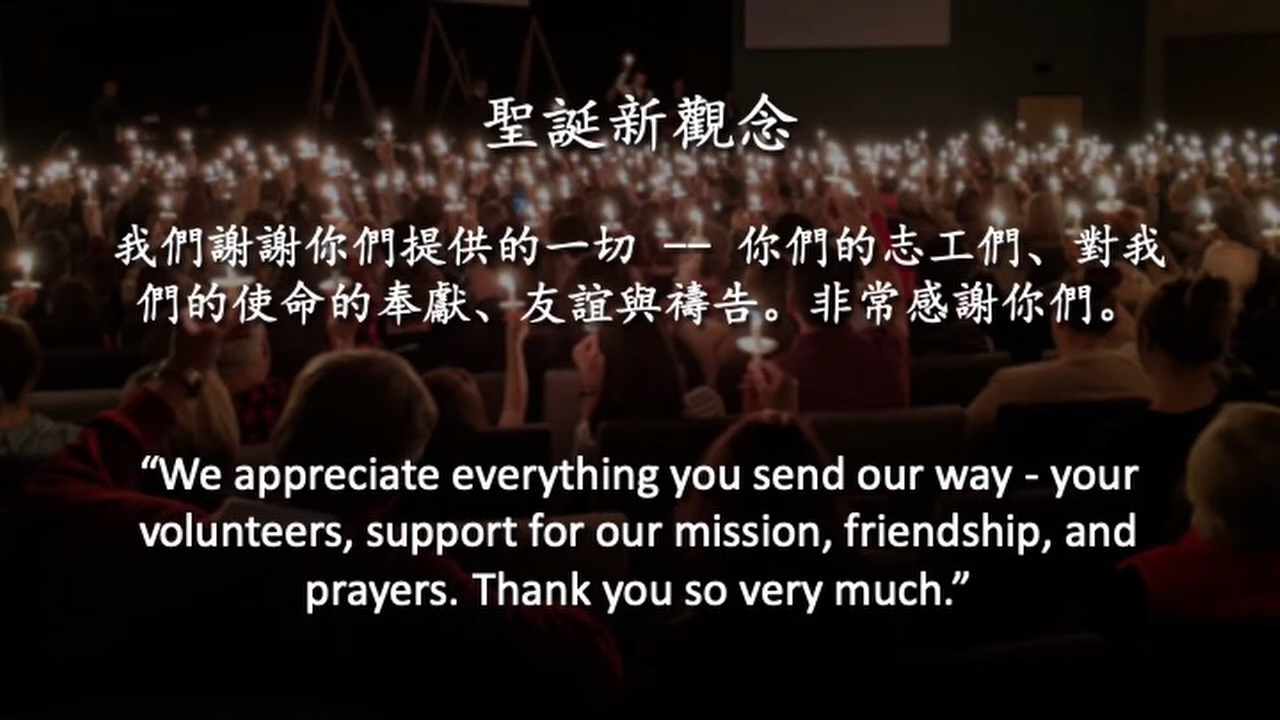 聖誕新觀念
我們謝謝你們提供的一切 –– 你們的志工們、對我
們的使命的奉獻、友誼與禱告。非常感謝你們。
“We appreciate everything you send our way - your
volunteers, support for our mission, friendship, and
prayers. Thank you so very much.”